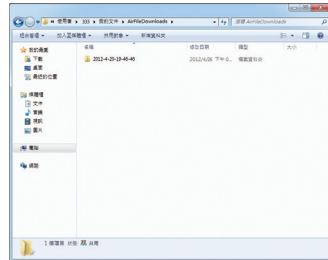 使用者 ▸ 333 ▸ 我的文件 ▸ AirFileDownloads ▸
搜尋 AirFileDownloads
組合管理 ▾ 加入至媒體櫃 ▾ 共用對象 ▾ 新增資料夾
名稱 修改日期 類型 大小
我的最愛
下載
桌面
最近的位置
2012-4-20-19-46-46 2012/4/26 下午 0... 檔案資料夾
媒體櫃
文件
音樂
視訊
圖片
電腦
網路
1 個項目